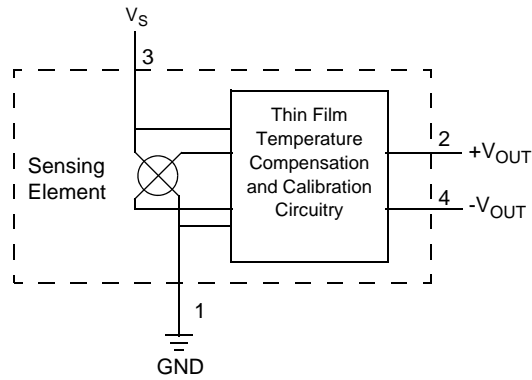 VS
3
Thin Film
Temperature
Compensation
and Calibration
Circuitry
Sensing
Element
2
+VOUT
4
-VOUT
1
GND